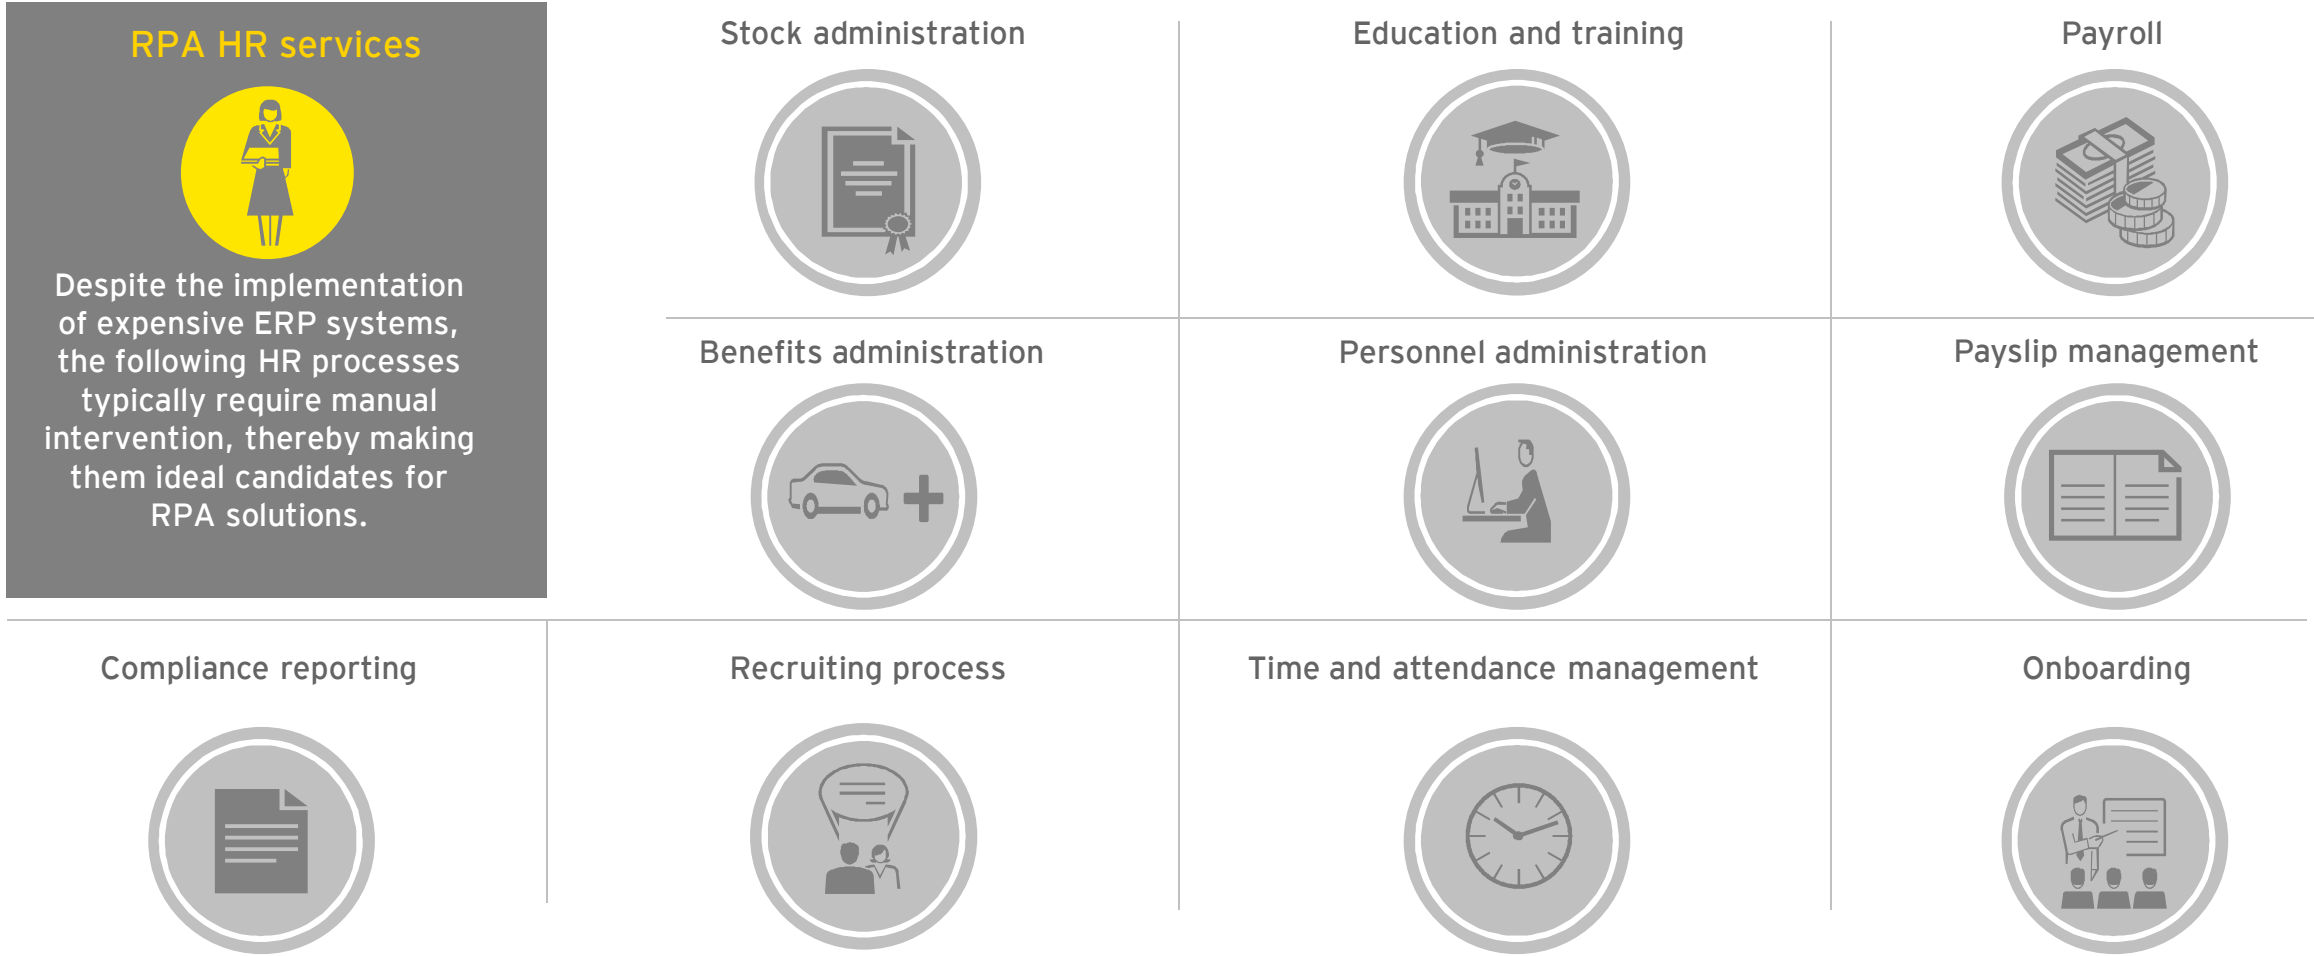 RPA HR services
Despite the implementation
of expensive ERP systems,
the following HR processes
typically require manual
intervention, thereby making
them ideal candidates for
RPA solutions.
Stock administration
Education and training
Payroll
Benefits administration
Personnel administration
Payslip management
Compliance reporting
Recruiting process
Time and attendance management
Onboarding